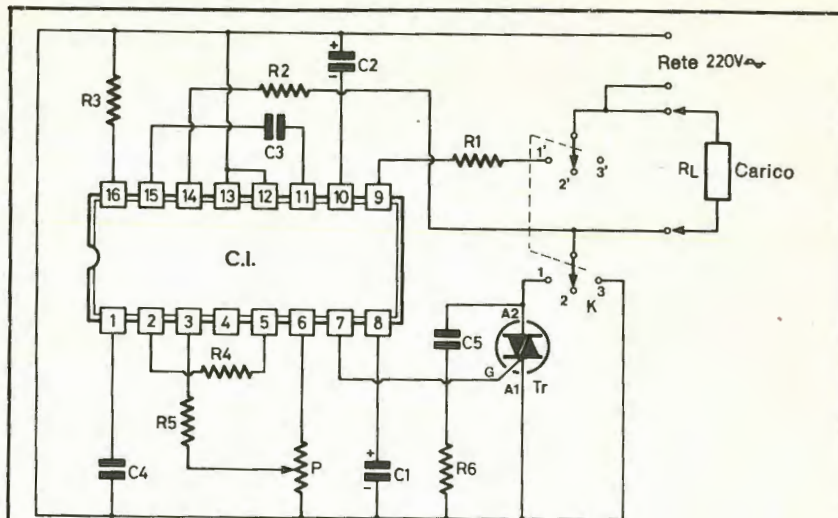 Rete 220V~
R3
R2
C2
C3
R1
1' 2' 3'
RL Carico
16 15 14 13 12 11 10 9
C.I.
1 2 3 4 5 6 7 8
1 2 3
K
A2
C5
G
A1
Tr
R4
R5
P
C4
C1
R6
+
-
+
-